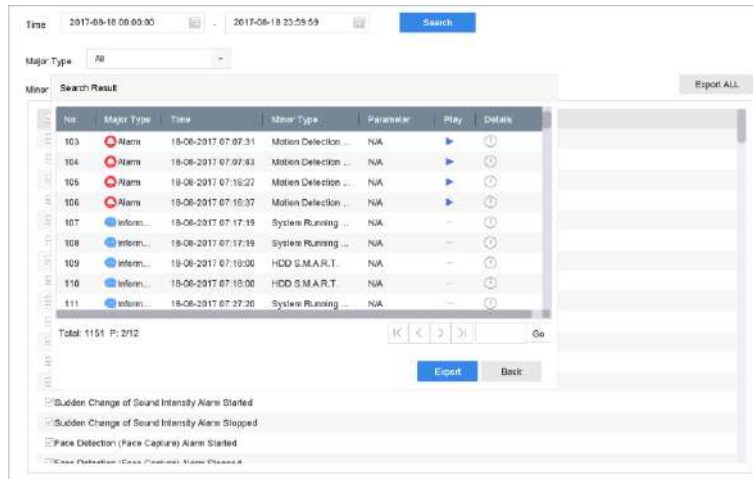 Time 2017-08-18 00:00:00 - 2017-08-18 23:59:59 Search
Major Type All
Minor Search Result Export ALL
No. Major Type Time Minor Type Parameter Play Details
103 Alarm 18-08-2017 07:07:31 Motion Detection ... N/A
104 Alarm 18-08-2017 07:07:43 Motion Detection ... N/A
105 Alarm 18-08-2017 07:16:27 Motion Detection ... N/A
106 Alarm 18-08-2017 07:16:37 Motion Detection ... N/A
107 Inform... 18-08-2017 07:17:19 System Running ... N/A —
108 Inform... 18-08-2017 07:17:19 System Running ... N/A —
109 Inform... 18-08-2017 07:18:00 HDD S.M.A.R.T. N/A —
110 Inform... 18-08-2017 07:18:00 HDD S.M.A.R.T. N/A —
111 Inform... 18-08-2017 07:27:20 System Running ... N/A —
Total: 1151 P: 2/12 Go
Export Back
Sudden Change of Sound Intensity Alarm Started
Sudden Change of Sound Intensity Alarm Stopped
Face Detection (Face Capture) Alarm Started
Face Detection (Face Capture) Alarm Stopped